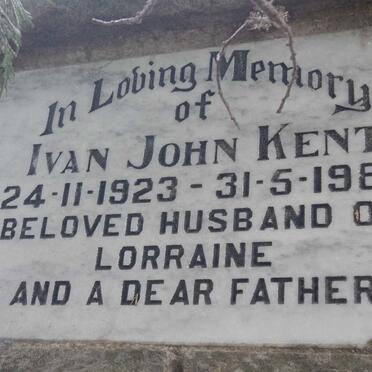 In Loving Memory
of
IVAN JOHN KENT
24-11-1923 - 31-5-198
BELOVED HUSBAND O
LORRAINE
AND A DEAR FATHER